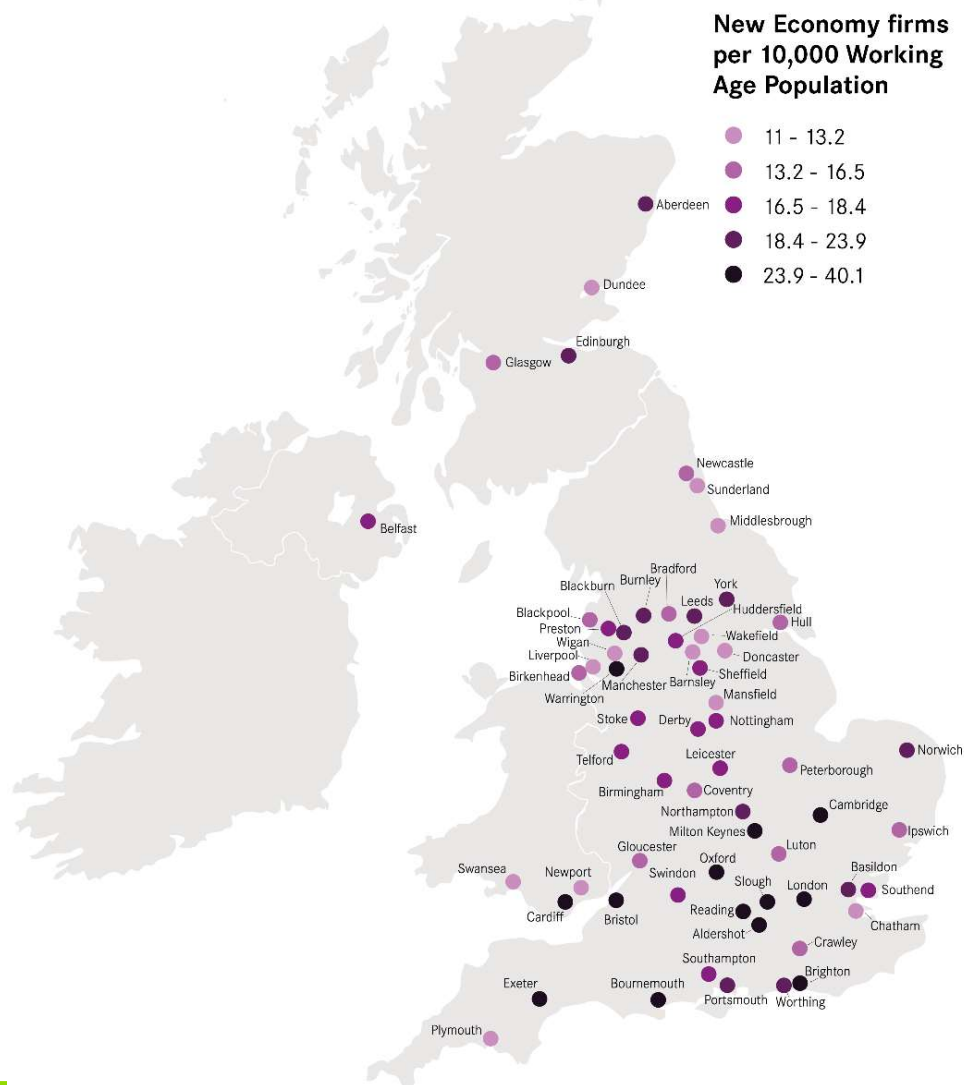 New Economy firms
per 10,000 Working
Age Population
11 - 13.2
13.2 - 16.5
16.5 - 18.4
18.4 - 23.9
23.9 - 40.1
Aberdeen
Dundee
Edinburgh
Glasgow
Newcastle
Sunderland
Belfast
Middlesbrough
Bradford
Burnley
Blackburn
York
Leeds
Huddersfield
Blackpool
Hull
Preston
Wakefield
Wigan
Liverpool
Doncaster
Birkenhead
Sheffield
Barnsley
Manchester
Warrington
Mansfield
Stoke
Derby
Nottingham
Norwich
Leicester
Telford
Peterborough
Birmingham
Coventry
Cambridge
Northampton
Milton Keynes
Ipswich
Luton
Gloucester
Oxford
Basildon
Swansea
Newport
Swindon
Slough
London
Southend
Cardiff
Bristol
Reading
Chatham
Aldershot
Crawley
Southampton
Brighton
Exeter
Bournemouth
Portsmouth
Worthing
Plymouth